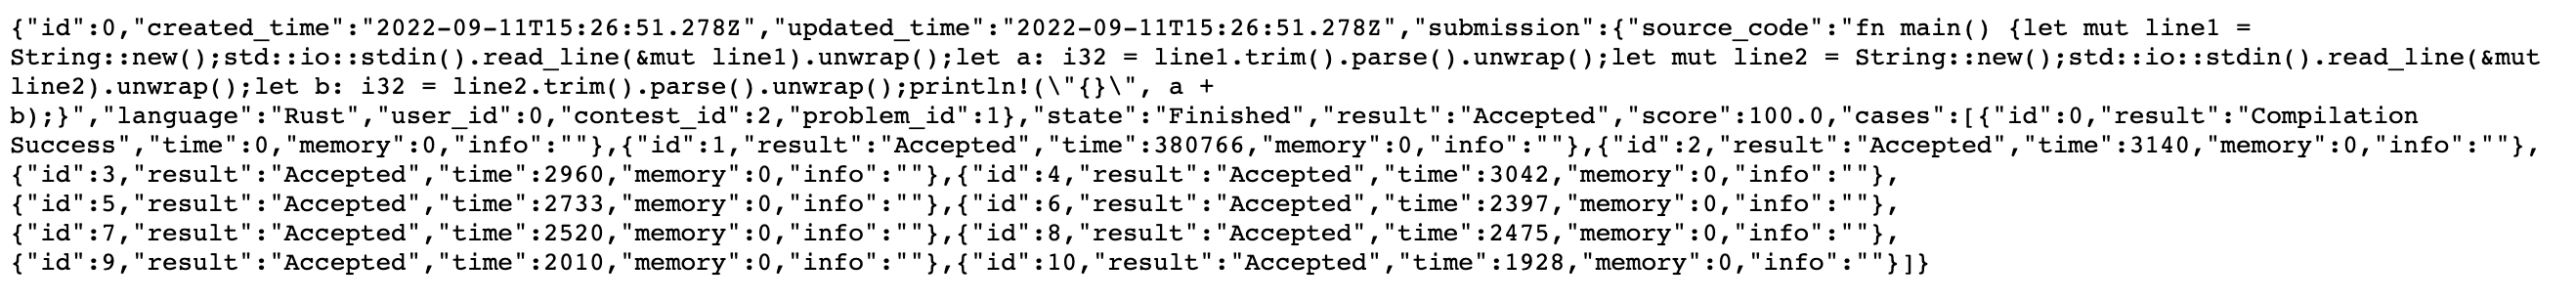 {"id":0,"created_time":"2022-09-11T15:26:51.278Z","updated_time":"2022-09-11T15:26:51.278Z","submission":{"source_code":"fn main() {let mut line1 =
String::new();std::io::stdin().read_line(&mut line1).unwrap();let a: i32 = line1.trim().parse().unwrap();let mut line2 = String::new();std::io::stdin().read_line(&mut
line2).unwrap();let b: i32 = line2.trim().parse().unwrap();println!(\"{}\", a +
b);}","language":"Rust","user_id":0,"contest_id":2,"problem_id":1},"state":"Finished","result":"Accepted","score":100.0,"cases":[{"id":0,"result":"Compilation
Success","time":0,"memory":0,"info":""},{"id":1,"result":"Accepted","time":380766,"memory":0,"info":""},{"id":2,"result":"Accepted","time":3140,"memory":0,"info":""},
{"id":3,"result":"Accepted","time":2960,"memory":0,"info":""},{"id":4,"result":"Accepted","time":3042,"memory":0,"info":""},
{"id":5,"result":"Accepted","time":2733,"memory":0,"info":""},{"id":6,"result":"Accepted","time":2397,"memory":0,"info":""},
{"id":7,"result":"Accepted","time":2520,"memory":0,"info":""},{"id":8,"result":"Accepted","time":2475,"memory":0,"info":""},
{"id":9,"result":"Accepted","time":2010,"memory":0,"info":""},{"id":10,"result":"Accepted","time":1928,"memory":0,"info":""}]}